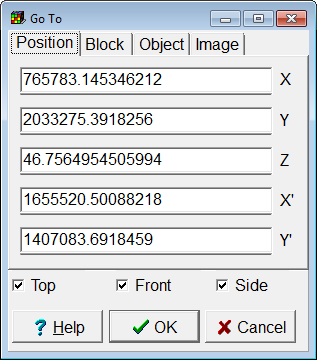 Go To
Position Block Object Image
765783.145346212 X
2033275.3918256 Y
46.7564954505994 Z
1655520.50088218 X'
1407083.6918459 Y'
Top Front Side
? Help OK Cancel